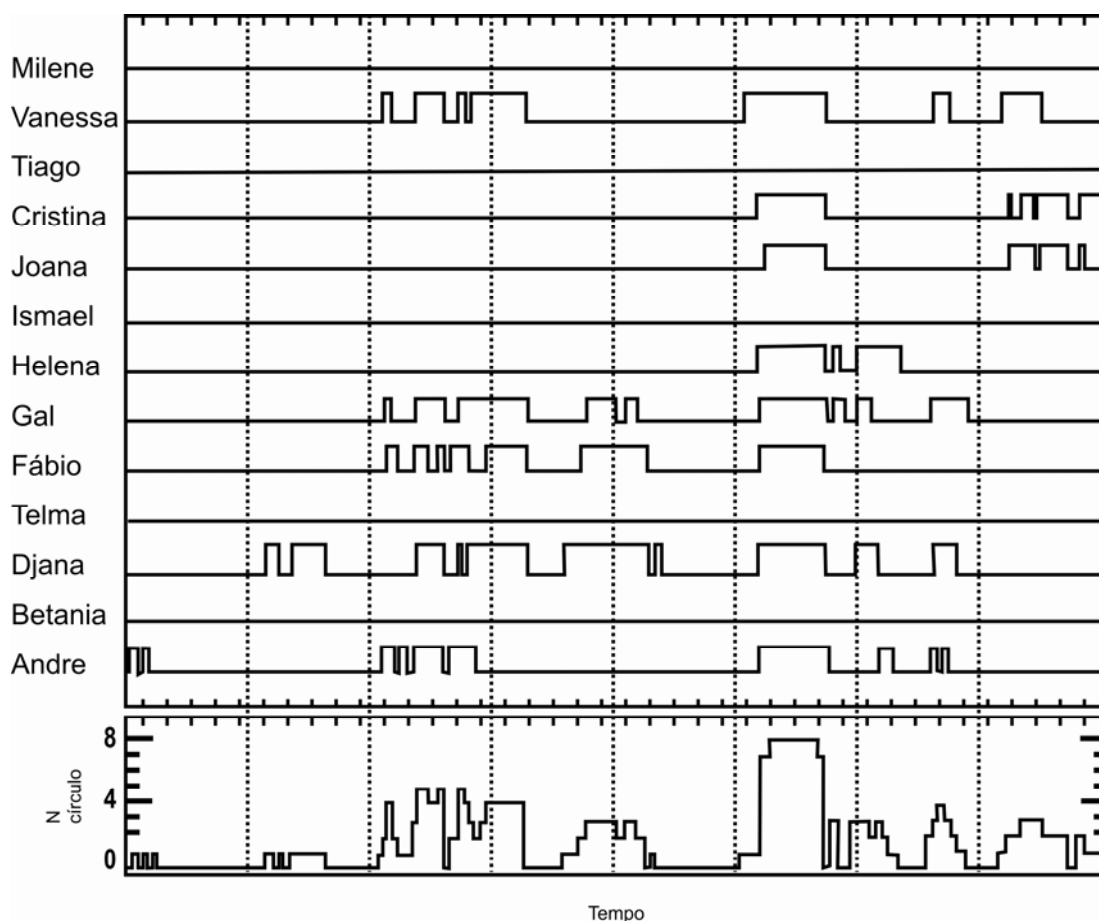 Milene
Vanessa
Tiago
Cristina
Joana
Ismael
Helena
Gal
Fábio
Telma
Djana
Betania
Andre
8
4
0
N
círculo
Tempo